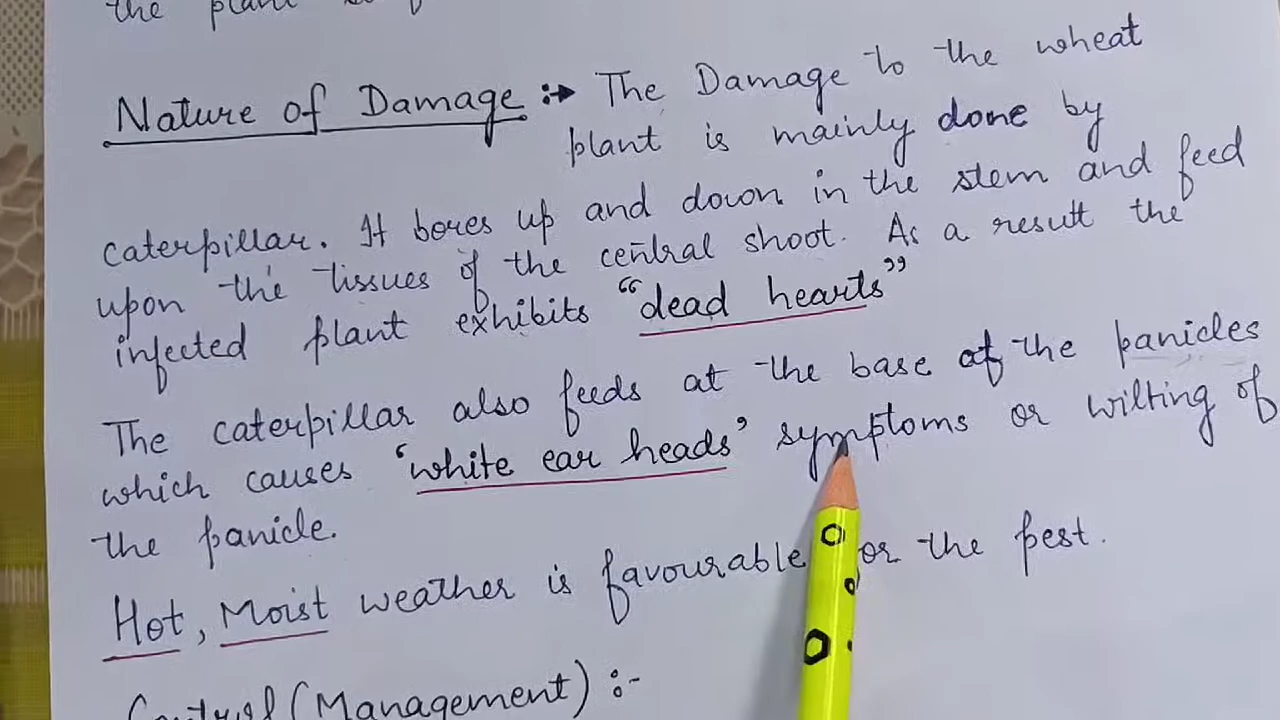 the plant
Nature of Damage :→ The Damage to the wheat
plant is mainly done by
caterpillar. It bores up and down in the stem and feed
upon the tissues of the central shoot. As a result the
infected plant exhibits "dead hearts"
The caterpillar also feeds at the base of the panicles
which causes 'white ear heads' symptoms or wilting of
the panicle.
Hot, Moist weather is favourable for the pest.
Control (Management) :-